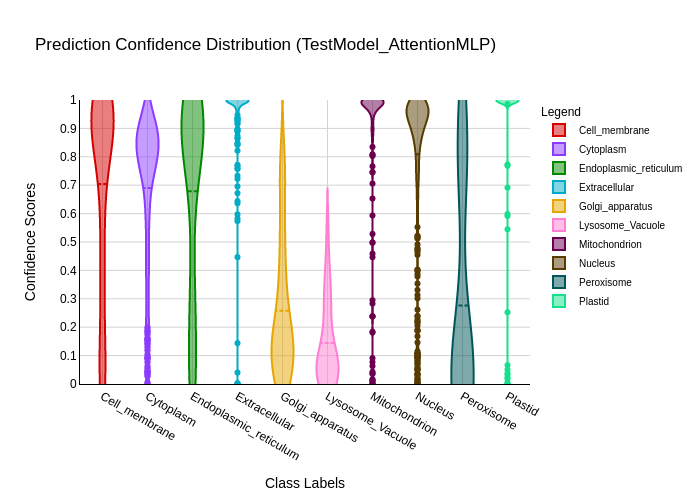 Prediction Confidence Distribution (TestModel_AttentionMLP)
Legend
Cell_membrane
Cytoplasm
Endoplasmic_reticulum
Extracellular
Golgi_apparatus
Lysosome_Vacuole
Mitochondrion
Nucleus
Peroxisome
Plastid
Confidence Scores
1
0.9
0.8
0.7
0.6
0.5
0.4
0.3
0.2
0.1
0
Cell_membrane
Cytoplasm
Endoplasmic_reticulum
Extracellular
Golgi_apparatus
Lysosome_Vacuole
Mitochondrion
Nucleus
Peroxisome
Plastid
Class Labels